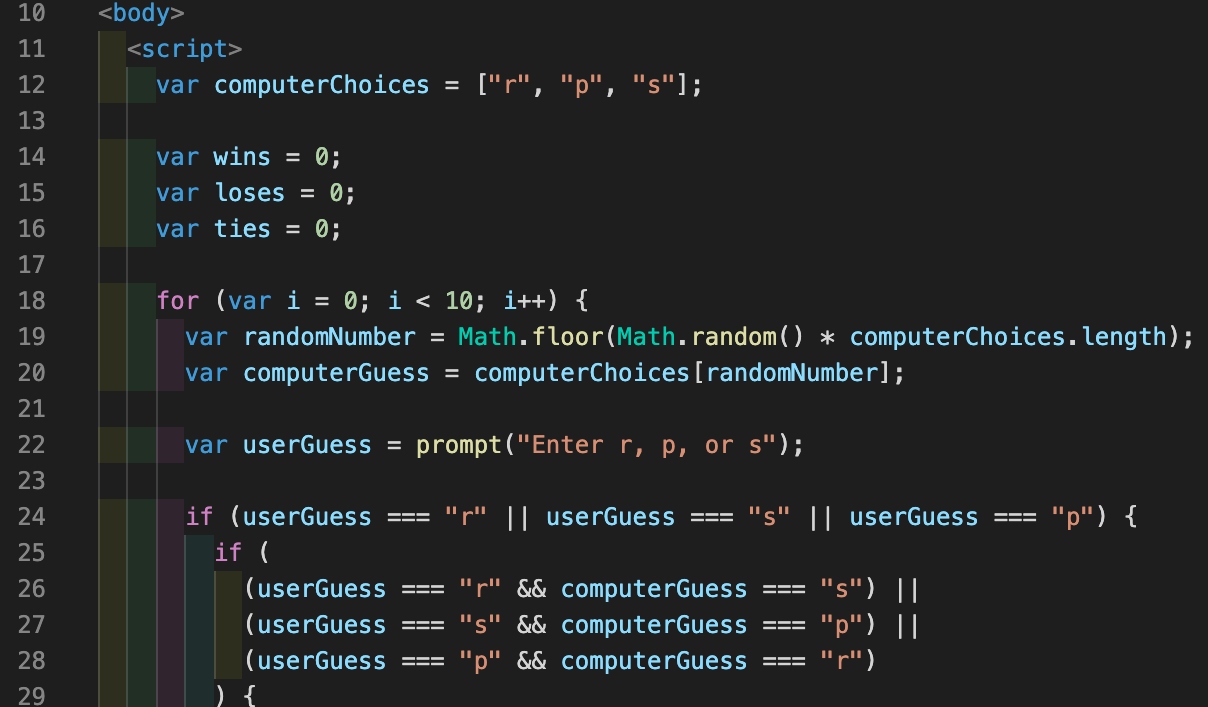 10 <body>
11 <script>
12 var computerChoices = ["r", "p", "s"];
13
14 var wins = 0;
15 var loses = 0;
16 var ties = 0;
17
18 for (var i = 0; i < 10; i++) {
19 var randomNumber = Math.floor(Math.random() * computerChoices.length);
20 var computerGuess = computerChoices[randomNumber];
21
22 var userGuess = prompt("Enter r, p, or s");
23
24 if (userGuess === "r" || userGuess === "s" || userGuess === "p") {
25 if (
26 (userGuess === "r" && computerGuess === "s") ||
27 (userGuess === "s" && computerGuess === "p") ||
28 (userGuess === "p" && computerGuess === "r")
29 ) {